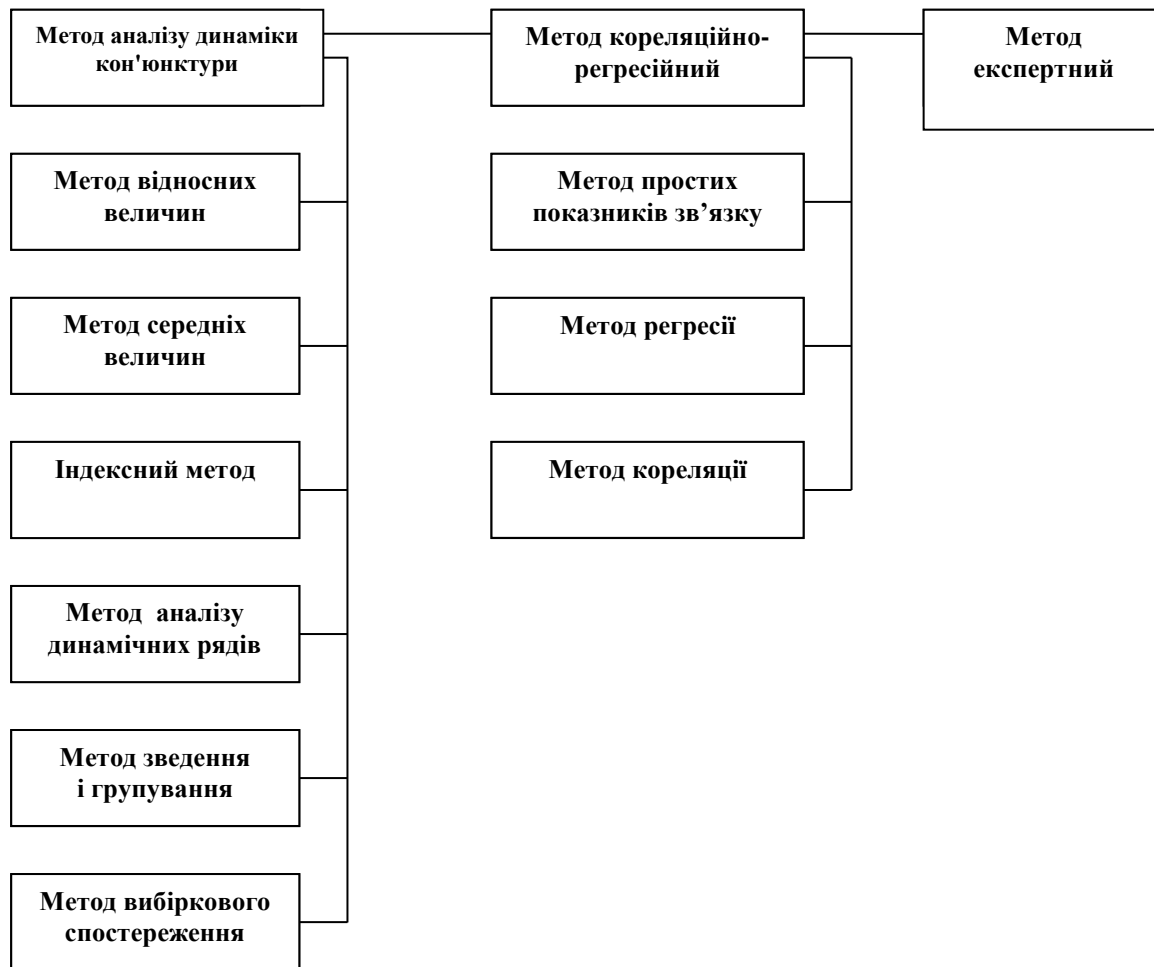 Метод аналізу динаміки
кон'юнктури
Метод кореляційно-
регресійний
Метод
експертний
Метод відносних
величин
Метод простих
показників зв’язку
Метод середніх
величин
Метод регресії
Індексний метод
Метод кореляції
Метод аналізу
динамічних рядів
Метод зведення
і групування
Метод вибіркового
спостереження